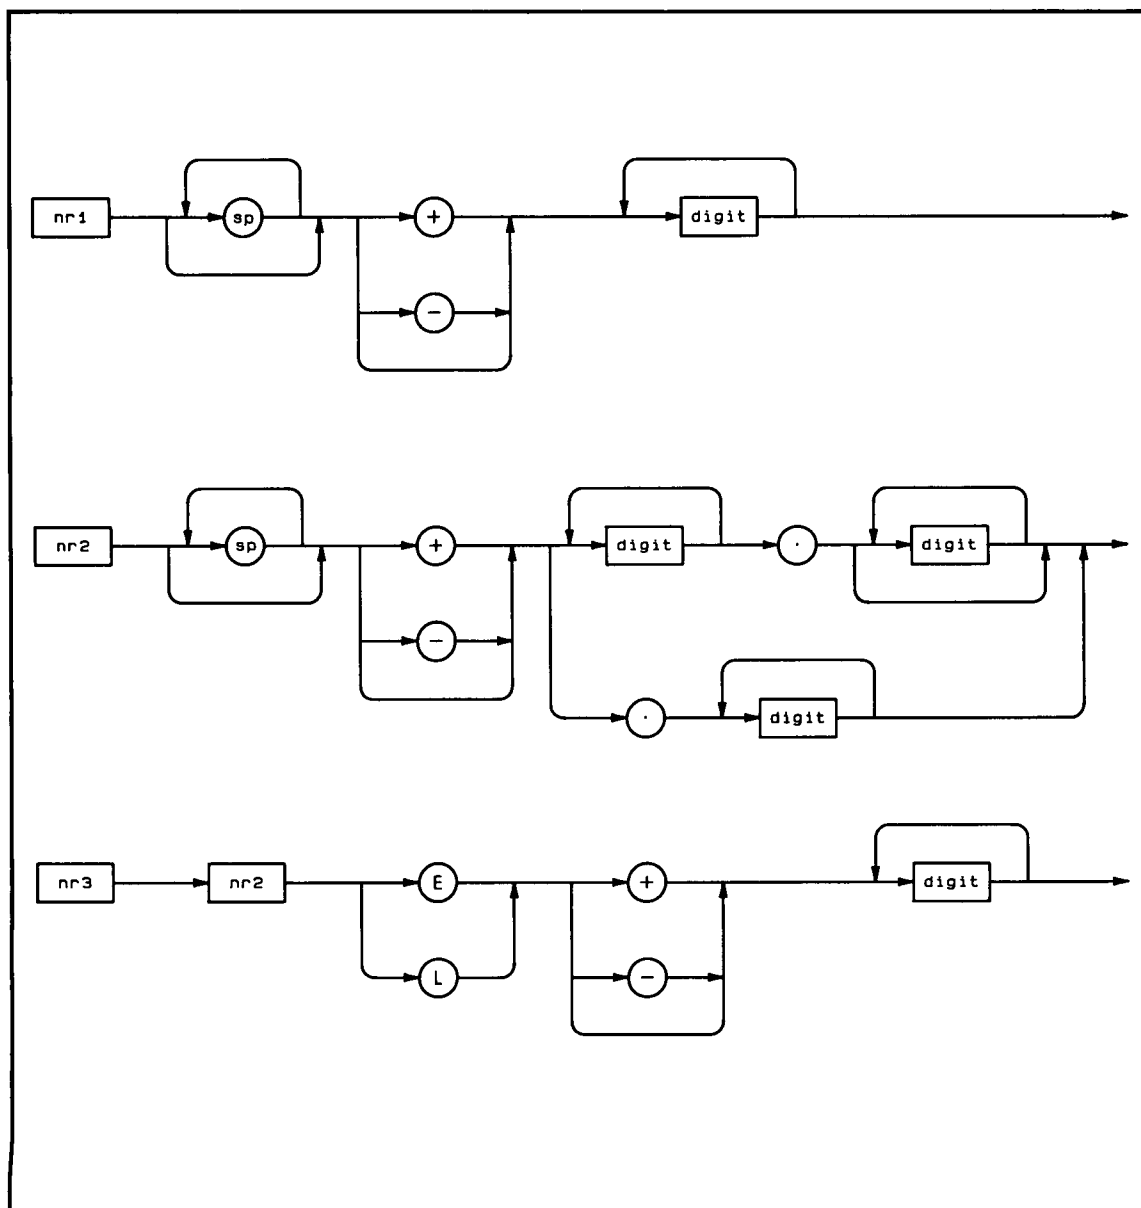 nr1 sp + digit
-
nr2 sp + digit . digit
-
. digit
nr3 nr2 E + digit
L -